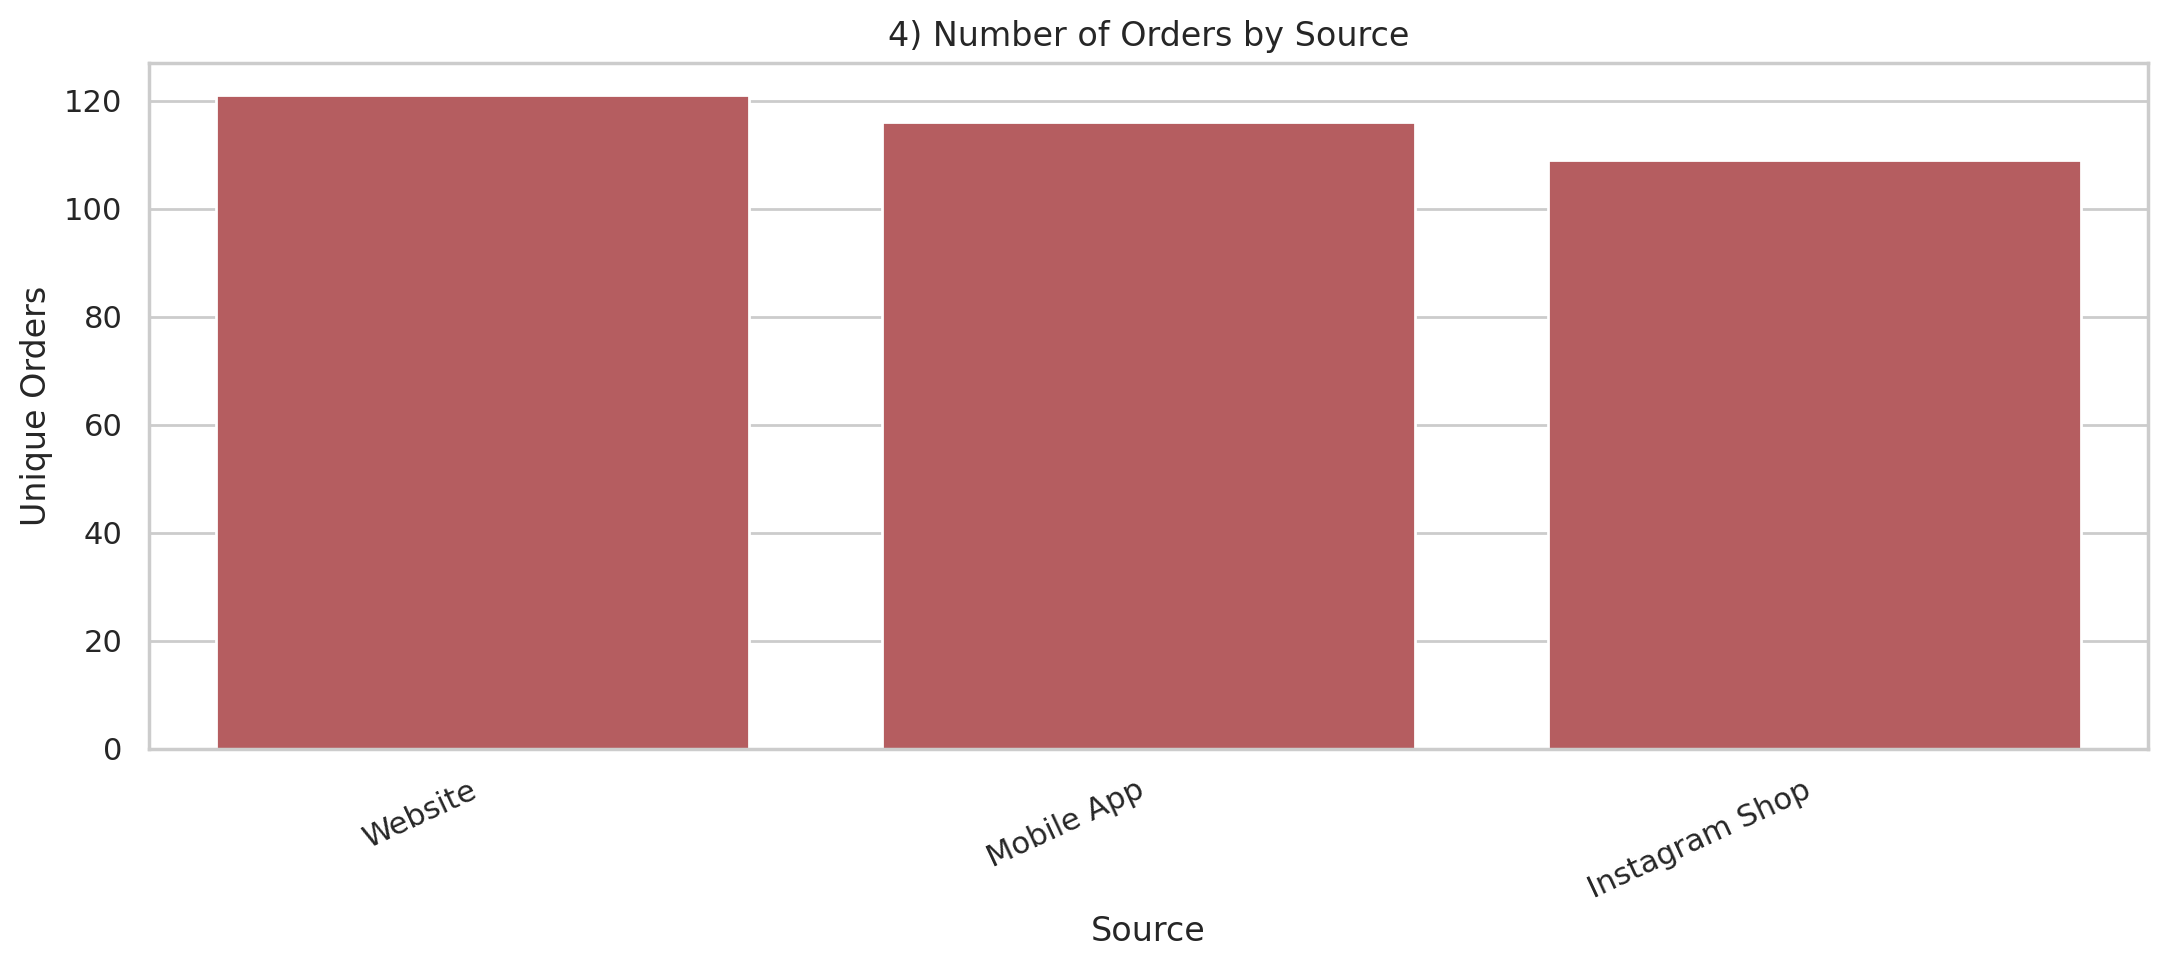 4) Number of Orders by Source
Unique Orders
120
100
80
60
40
20
0
Website
Mobile App
Instagram Shop
Source